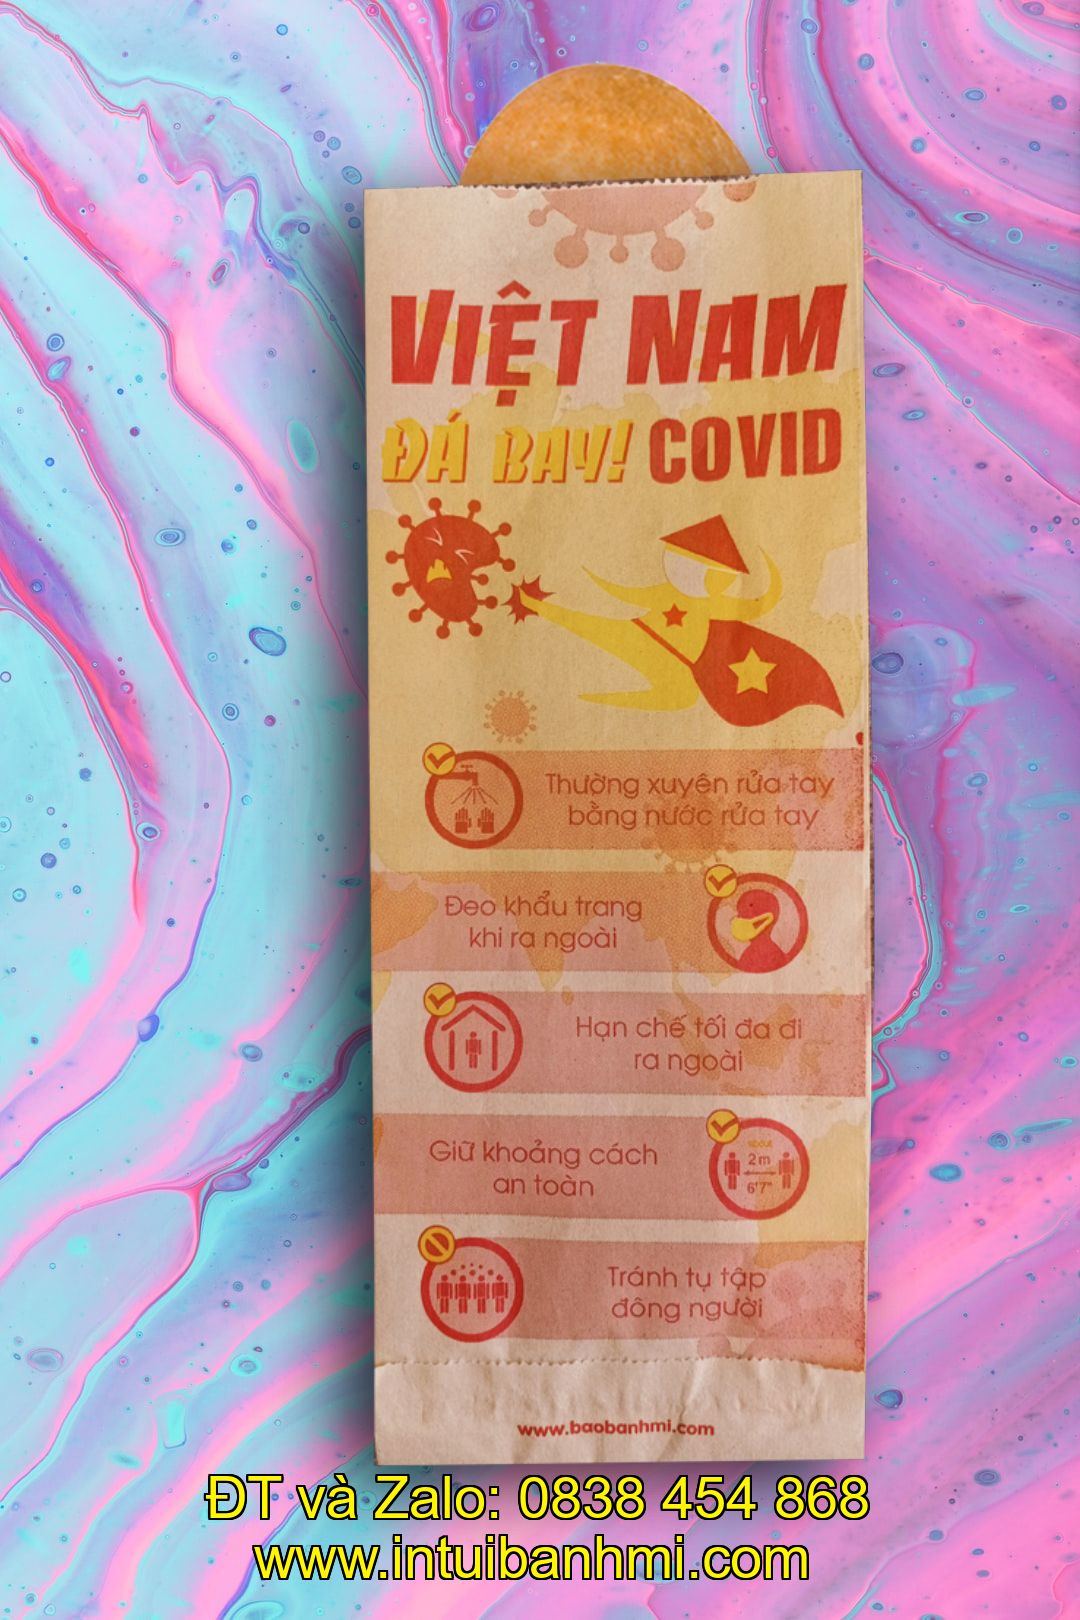 VIỆT NAM
ĐÁ BAY! COVID
Thường xuyên rửa tay
bằng nước rửa tay
Đeo khẩu trang
khi ra ngoài
Hạn chế tối đa đi
ra ngoài
Giữ khoảng cách
an toàn
about
2m
6'7"
Tránh tụ tập
đông người
www.baobanhmi.com
ĐT và Zalo: 0838 454 868
www.intuibanhmi.com